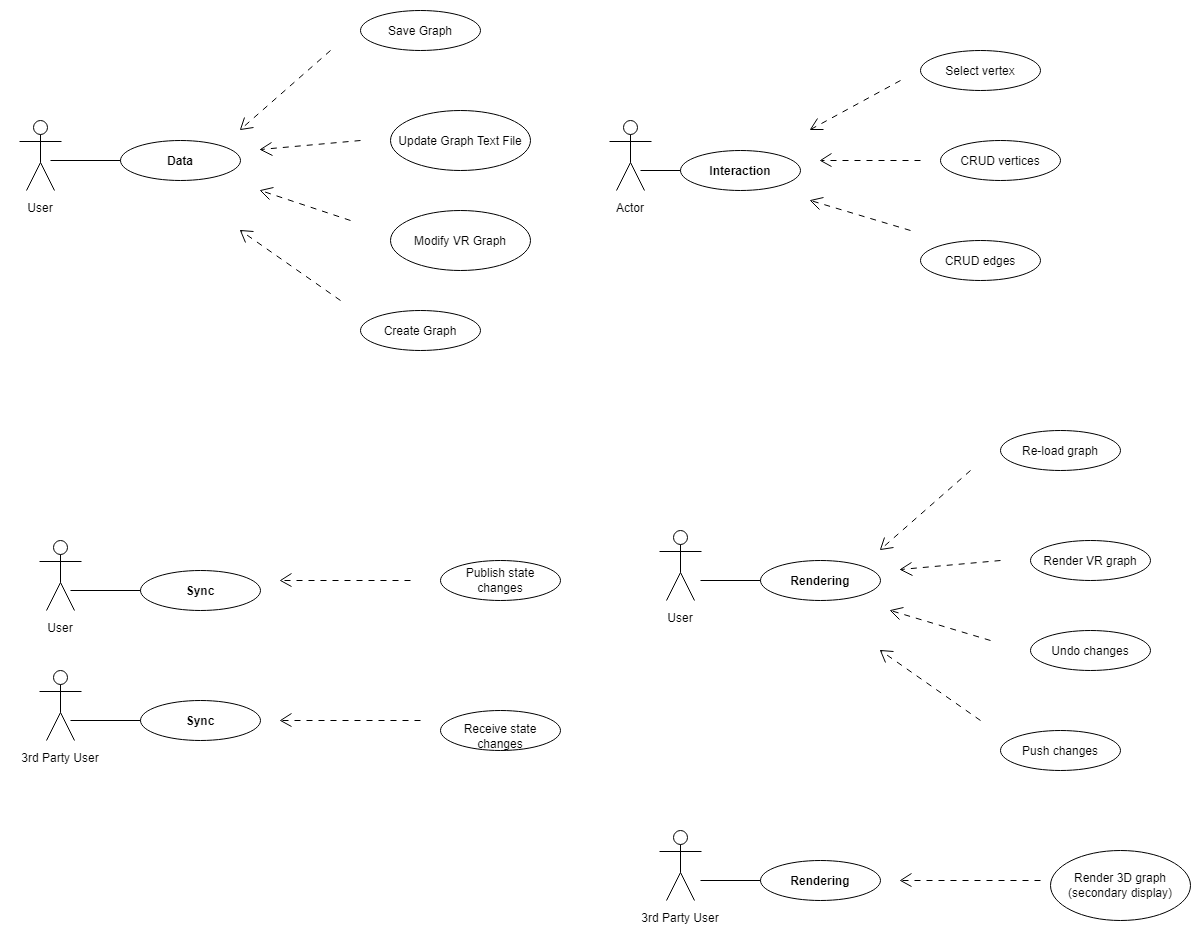 Save Graph
Update Graph Text File
Data
User
Modify VR Graph
Create Graph
Select vertex
CRUD vertices
Interaction
Actor
CRUD edges
Publish state
changes
Sync
User
Sync
Receive state
changes
3rd Party User
Re-load graph
Render VR graph
Rendering
User
Undo changes
Push changes
Render 3D graph
(secondary display)
Rendering
3rd Party User